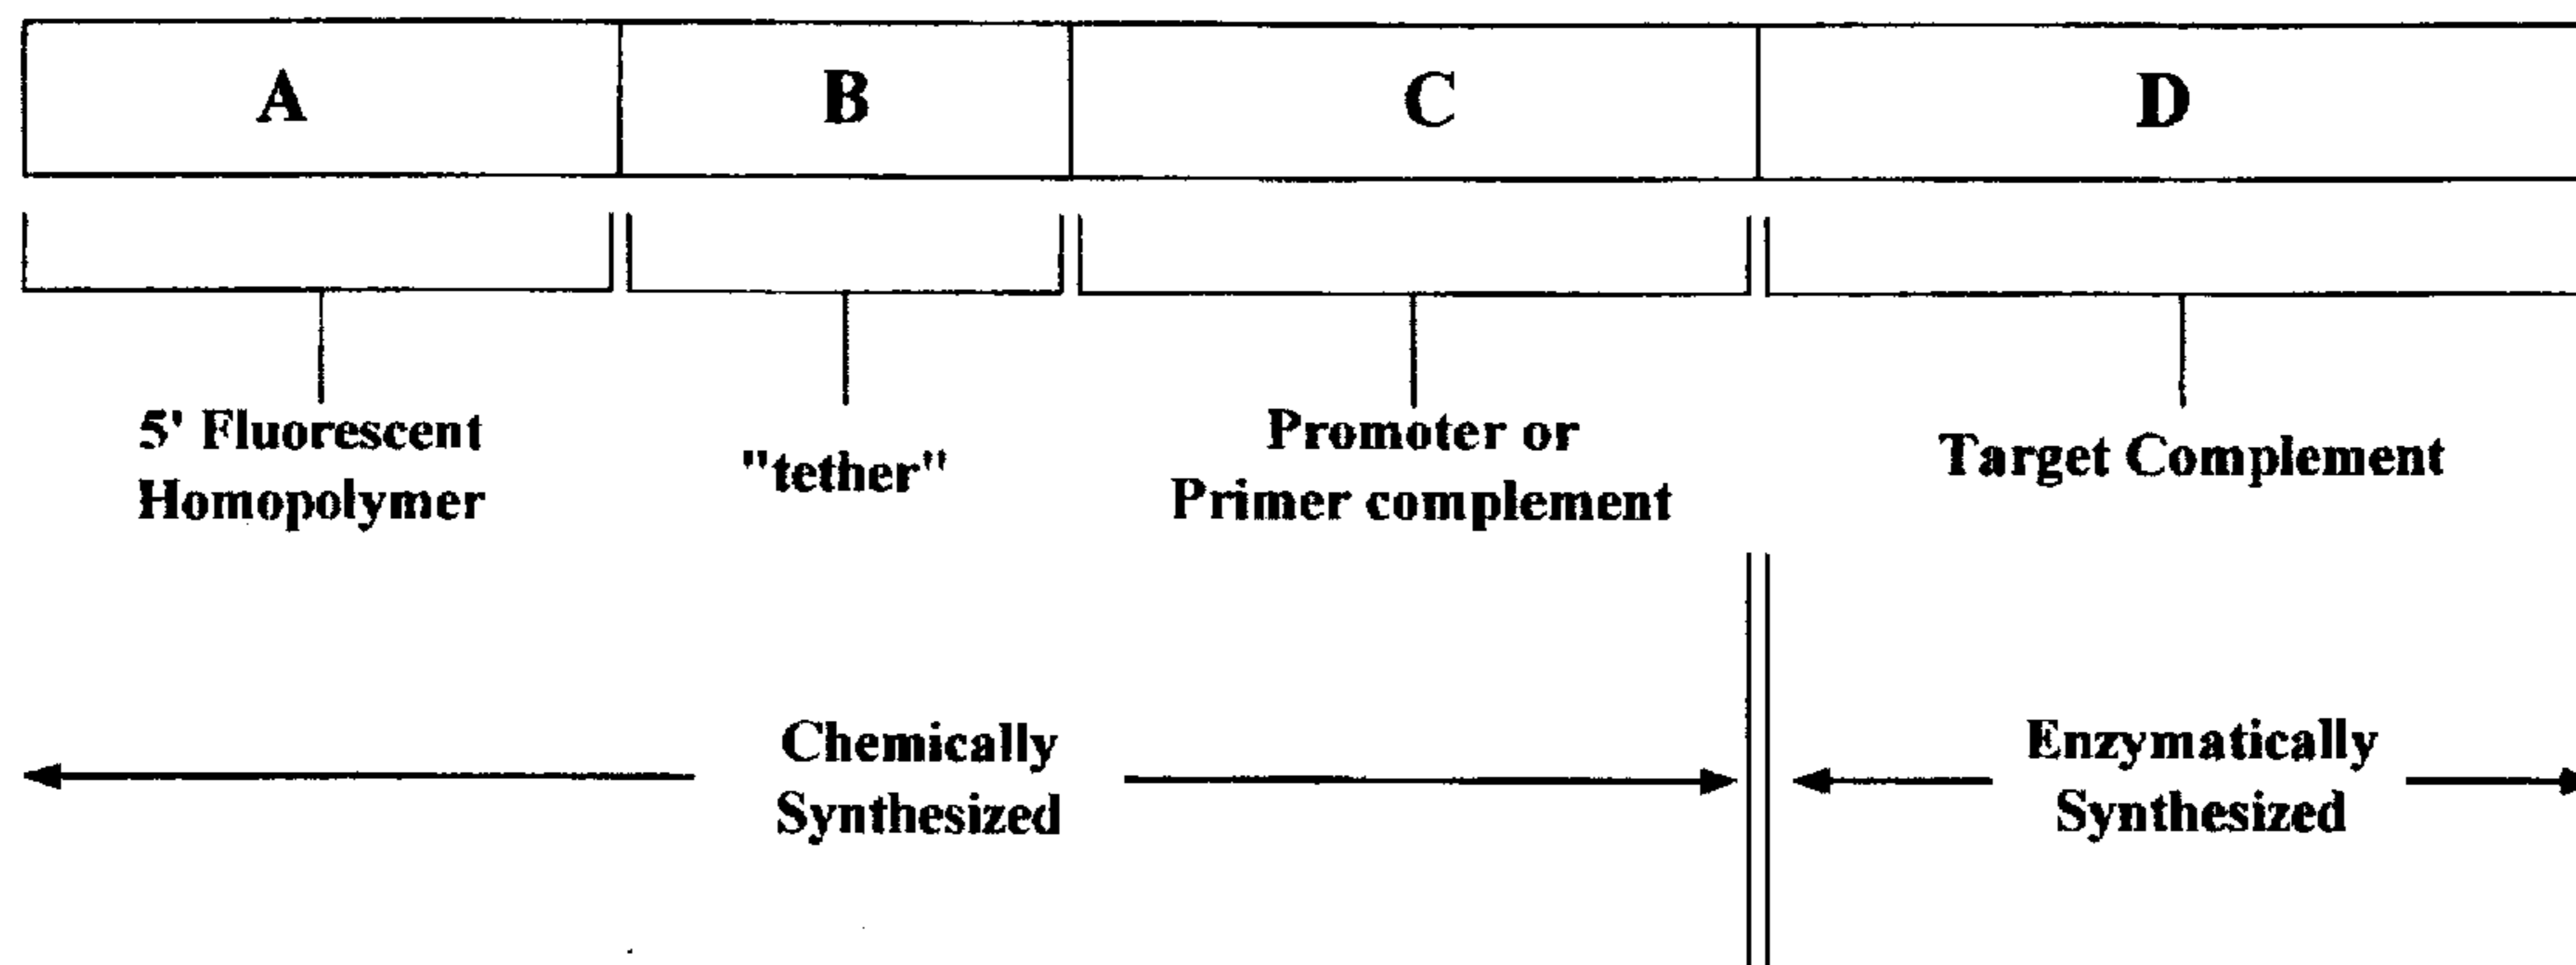 A B C D
5' Fluorescent
Homopolymer
"tether"
Promoter or
Primer complement
Target Complement
Chemically
Synthesized
Enzymatically
Synthesized